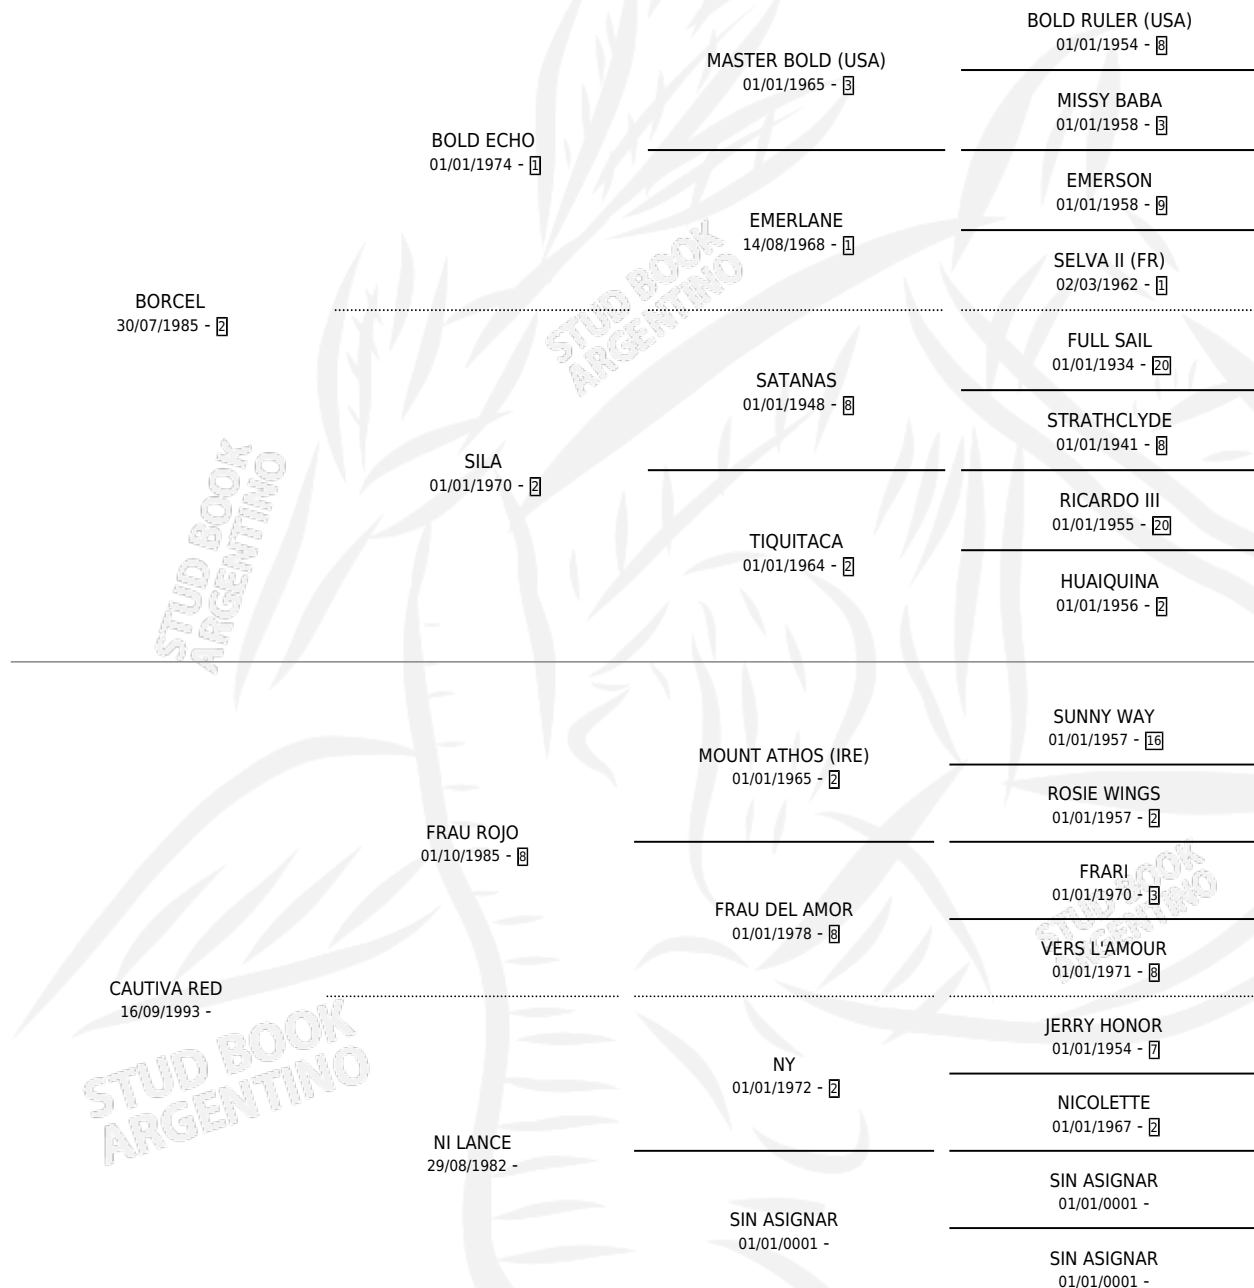 BOLD RULER (USA)
01/01/1954 - 8
MASTER BOLD (USA)
01/01/1965 - 3
MISSY BABA
01/01/1958 - 3
BOLD ECHO
01/01/1974 - 1
EMERSON
01/01/1958 - 9
EMERLANE
14/08/1968 - 1
SELVA II (FR)
02/03/1962 - 1
BORCEL
30/07/1985 - 2
STUD BOOK
ARGENTINO
FULL SAIL
01/01/1934 - 20
SATANAS
01/01/1948 - 8
STRATHCLYDE
01/01/1941 - 8
SILA
01/01/1970 - 2
RICARDO III
01/01/1955 - 20
TIQUITACA
01/01/1964 - 2
HUAIQUINA
01/01/1956 - 2
STUD BOOK
ARGENTINO
SUNNY WAY
01/01/1957 - 16
MOUNT ATHOS (IRE)
01/01/1965 - 2
ROSIE WINGS
01/01/1957 - 2
FRAU ROJO
01/10/1985 - 8
FRARI
01/01/1970 - 3
FRAU DEL AMOR
01/01/1978 - 8
STUD BOOK
ARGENTINO
VERS L'AMOUR
01/01/1971 - 8
CAUTIVA RED
16/09/1993 -
STUD BOOK
ARGENTINO
JERRY HONOR
01/01/1954 - 7
NY
01/01/1972 - 2
NICOLETTE
01/01/1967 - 2
NI LANCE
29/08/1982 -
SIN ASIGNAR
01/01/0001 -
SIN ASIGNAR
01/01/0001 -
SIN ASIGNAR
01/01/0001 -